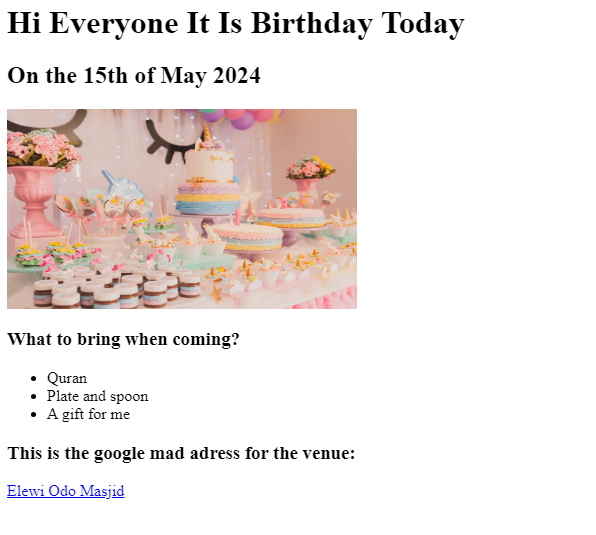 Hi Everyone It Is Birthday Today
On the 15th of May 2024
What to bring when coming?
Quran
Plate and spoon
A gift for me
This is the google mad adress for the venue:
Elewi Odo Masjid